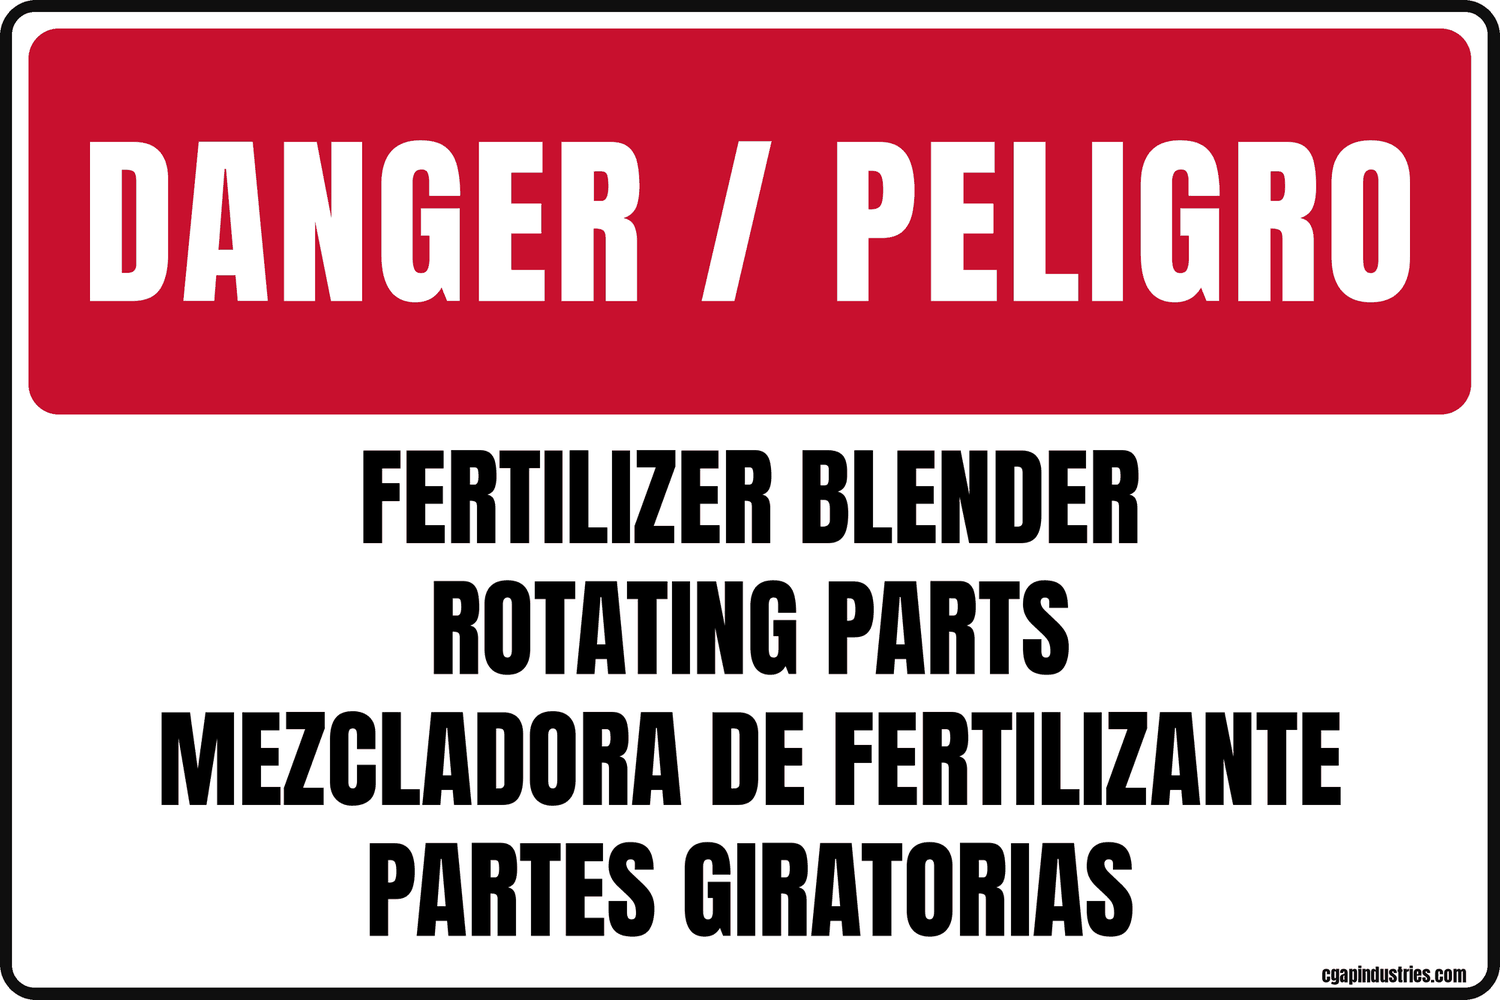 DANGER / PELIGRO
FERTILIZER BLENDER
ROTATING PARTS
MEZCLADORA DE FERTILIZANTE
PARTES GIRATORIAS
cgapindustries.com